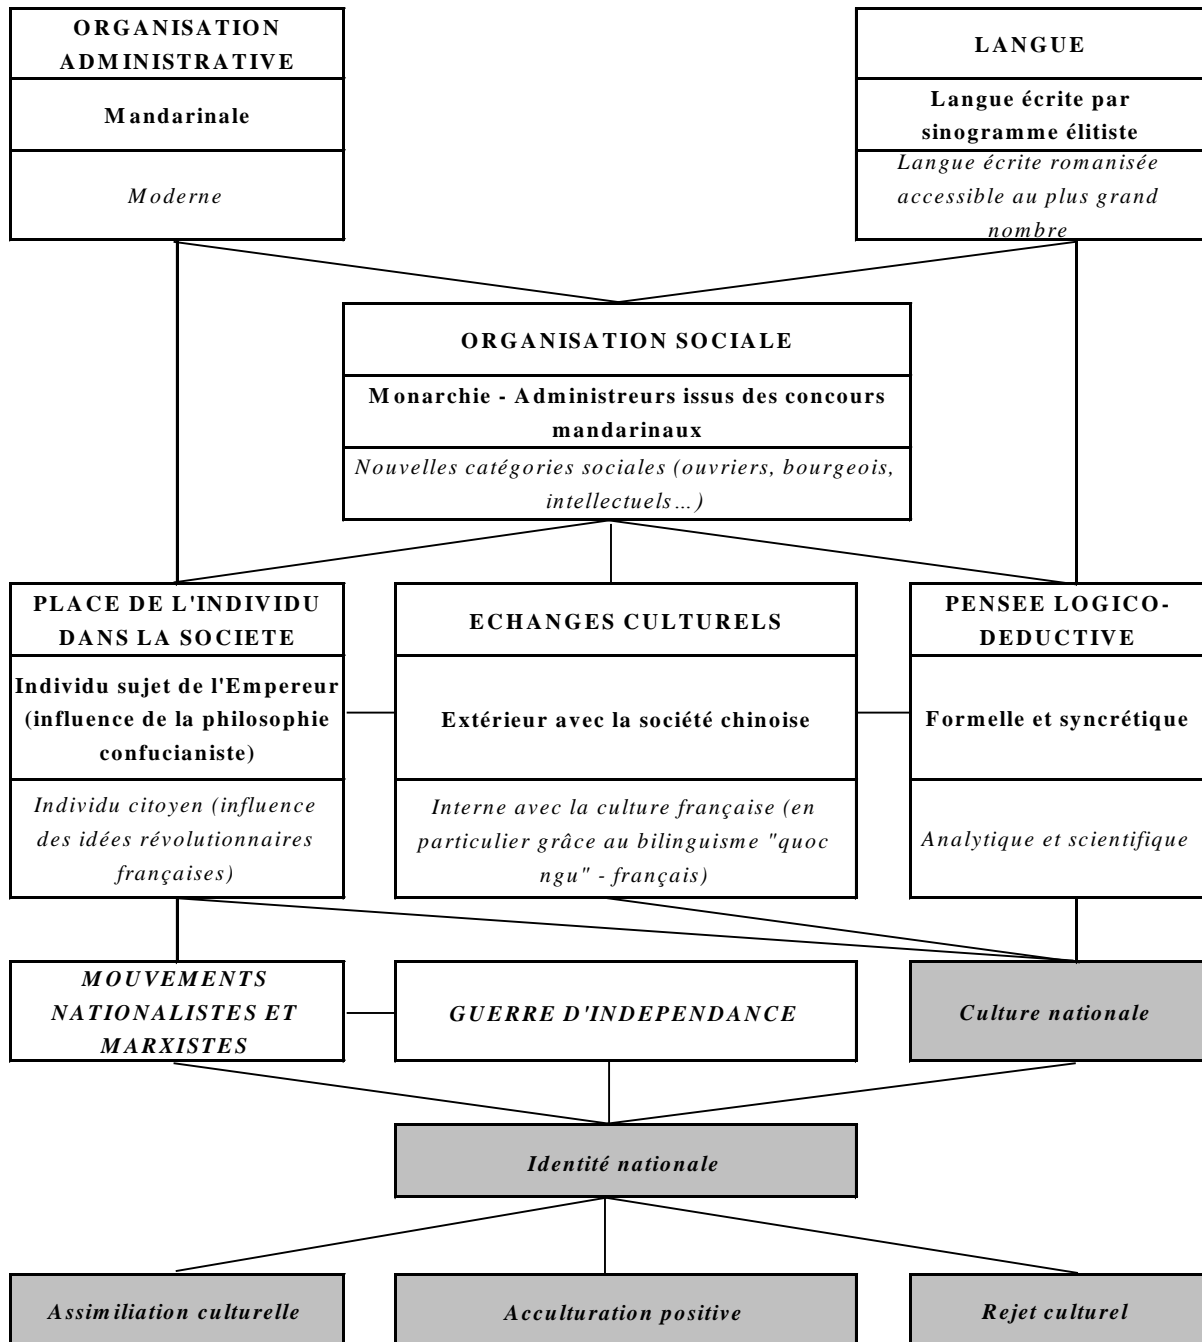 ORGANISATION
ADMINISTRATIVE
Mandarinale
Moderne
LANGUE
Langue écrite par
sinogramme élitiste
Langue écrite romanisée
accessible au plus grand
nombre
ORGANISATION SOCIALE
Monarchie - Administreurs issus des concours
mandarinaux
Nouvelles catégories sociales (ouvriers, bourgeois,
intellectuels…)
PLACE DE L'INDIVIDU
DANS LA SOCIETE
Individu sujet de l'Empereur
(influence de la philosophie
confucianiste)
Individu citoyen (influence
des idées révolutionnaires
françaises)
ECHANGES CULTURELS
Extérieur avec la société chinoise
Interne avec la culture française (en
particulier grâce au bilinguisme "quoc
ngu" - français)
PENSEE LOGICO-
DEDUCTIVE
Formelle et syncrétique
Analytique et scientifique
MOUVEMENTS
NATIONALISTES ET
MARXISTES
GUERRE D'INDEPENDANCE
Culture nationale
Identité nationale
Assimiliation culturelle
Acculturation positive
Rejet culturel